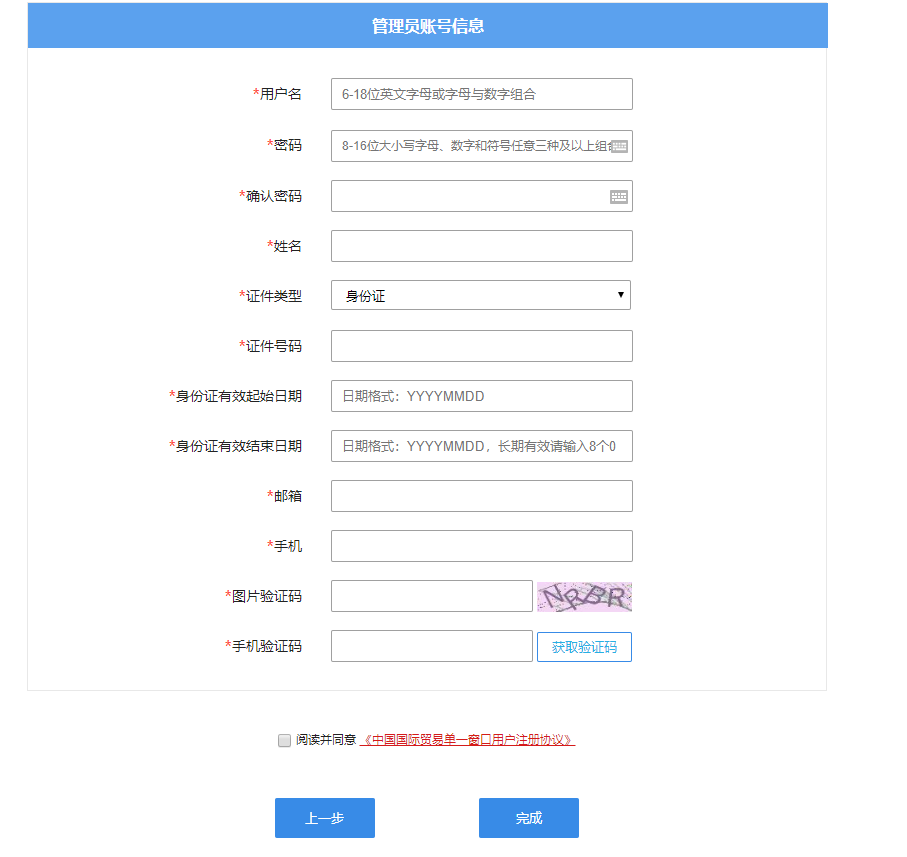 管理员账号信息
*用户名
6-18位英文字母或字母与数字组合
*密码
8-16位大小写字母、数字和符号任意三种及以上组合
*确认密码
*姓名
*证件类型
身份证
*证件号码
*身份证有效起始日期
日期格式：YYYYMMDD
*身份证有效结束日期
日期格式：YYYYMMDD，长期有效请输入8个0
*邮箱
*手机
*图片验证码
*手机验证码
获取验证码
阅读并同意 《中国国际贸易单一窗口用户注册协议》
上一步
完成